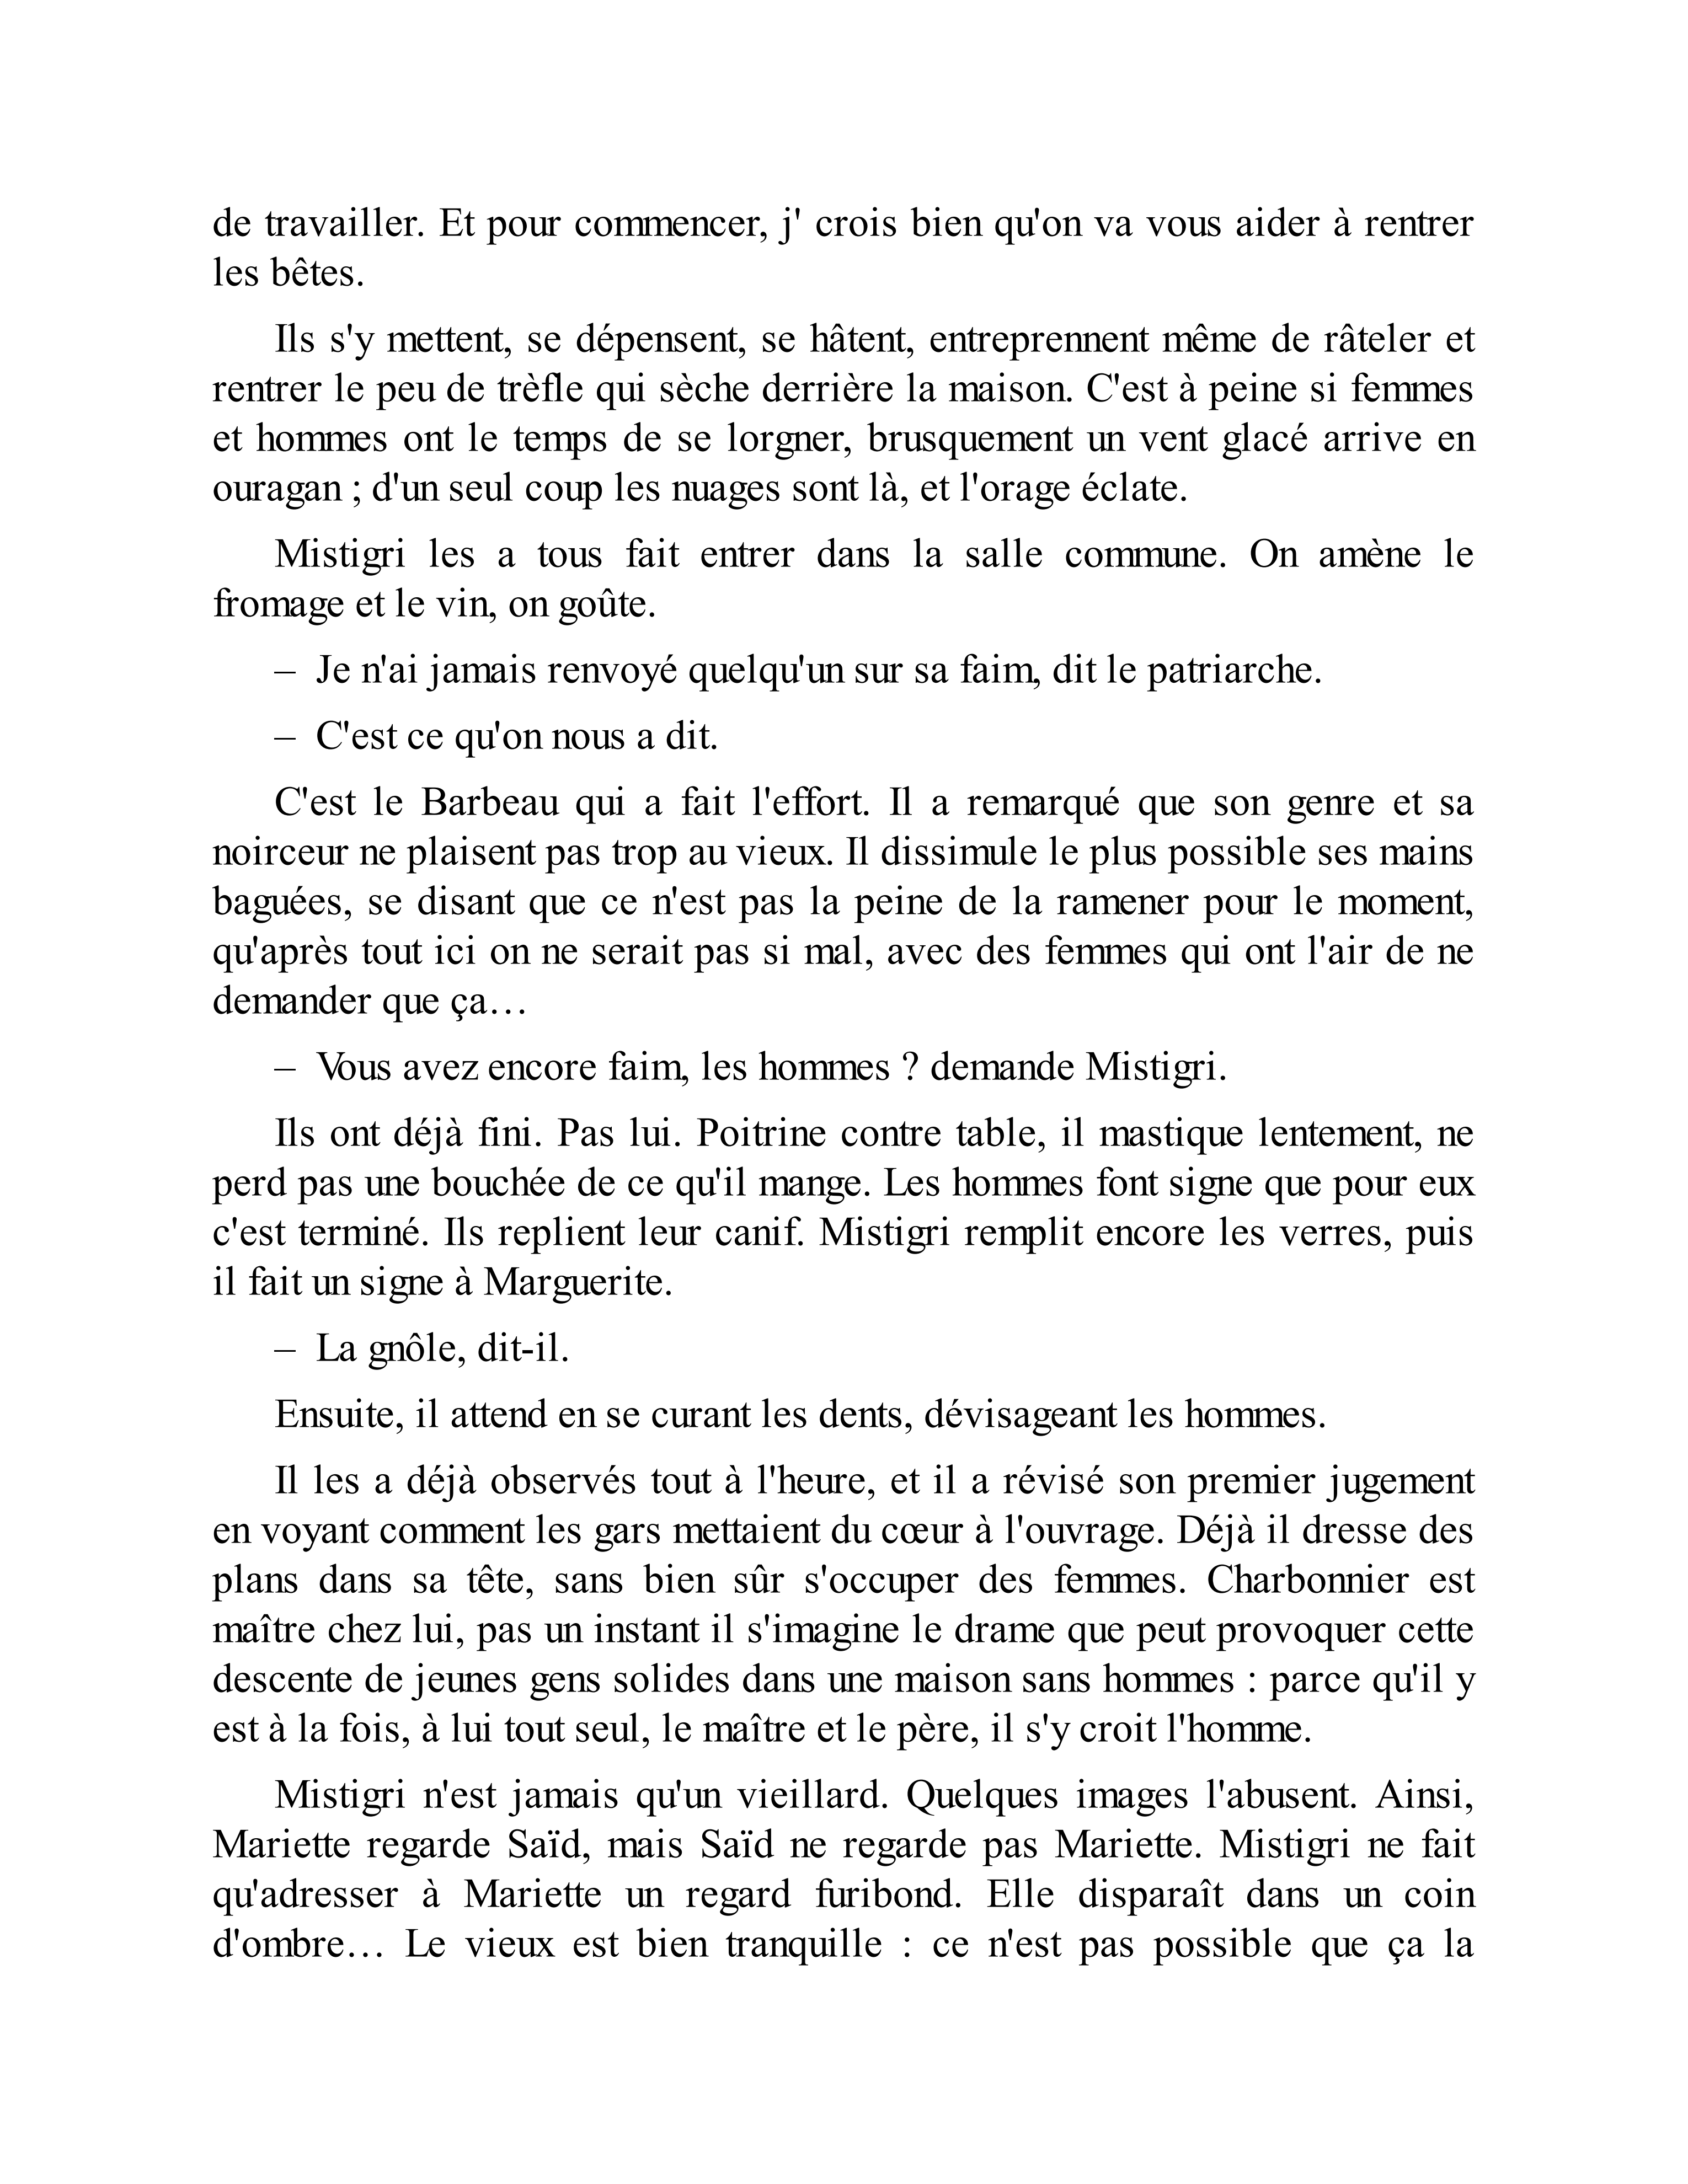 de travailler. Et pour commencer, j' crois bien qu'on va vous aider à rentrer
les bêtes.
Ils s'y mettent, se dépensent, se hâtent, entreprennent même de râteler et
rentrer le peu de trèfle qui sèche derrière la maison. C'est à peine si femmes
et hommes ont le temps de se lorgner, brusquement un vent glacé arrive en
ouragan ; d'un seul coup les nuages sont là, et l'orage éclate.
Mistigri les a tous fait entrer dans la salle commune. On amène le
fromage et le vin, on goûte.
– Je n'ai jamais renvoyé quelqu'un sur sa faim, dit le patriarche.
– C'est ce qu'on nous a dit.
C'est le Barbeau qui a fait l'effort. Il a remarqué que son genre et sa
noirceur ne plaisent pas trop au vieux. Il dissimule le plus possible ses mains
baguées, se disant que ce n'est pas la peine de la ramener pour le moment,
qu'après tout ici on ne serait pas si mal, avec des femmes qui ont l'air de ne
demander que ça…
– Vous avez encore faim, les hommes ? demande Mistigri.
Ils ont déjà fini. Pas lui. Poitrine contre table, il mastique lentement, ne
perd pas une bouchée de ce qu'il mange. Les hommes font signe que pour eux
c'est terminé. Ils replient leur canif. Mistigri remplit encore les verres, puis
il fait un signe à Marguerite.
– La gnôle, dit-il.
Ensuite, il attend en se curant les dents, dévisageant les hommes.
Il les a déjà observés tout à l'heure, et il a révisé son premier jugement
en voyant comment les gars mettaient du cœur à l'ouvrage. Déjà il dresse des
plans dans sa tête, sans bien sûr s'occuper des femmes. Charbonnier est
maître chez lui, pas un instant il s'imagine le drame que peut provoquer cette
descente de jeunes gens solides dans une maison sans hommes : parce qu'il y
est à la fois, à lui tout seul, le maître et le père, il s'y croit l'homme.
Mistigri n'est jamais qu'un vieillard. Quelques images l'abusent. Ainsi,
Mariette regarde Saïd, mais Saïd ne regarde pas Mariette. Mistigri ne fait
qu'adresser à Mariette un regard furibond. Elle disparaît dans un coin
d'ombre… Le vieux est bien tranquille : ce n'est pas possible que ça la